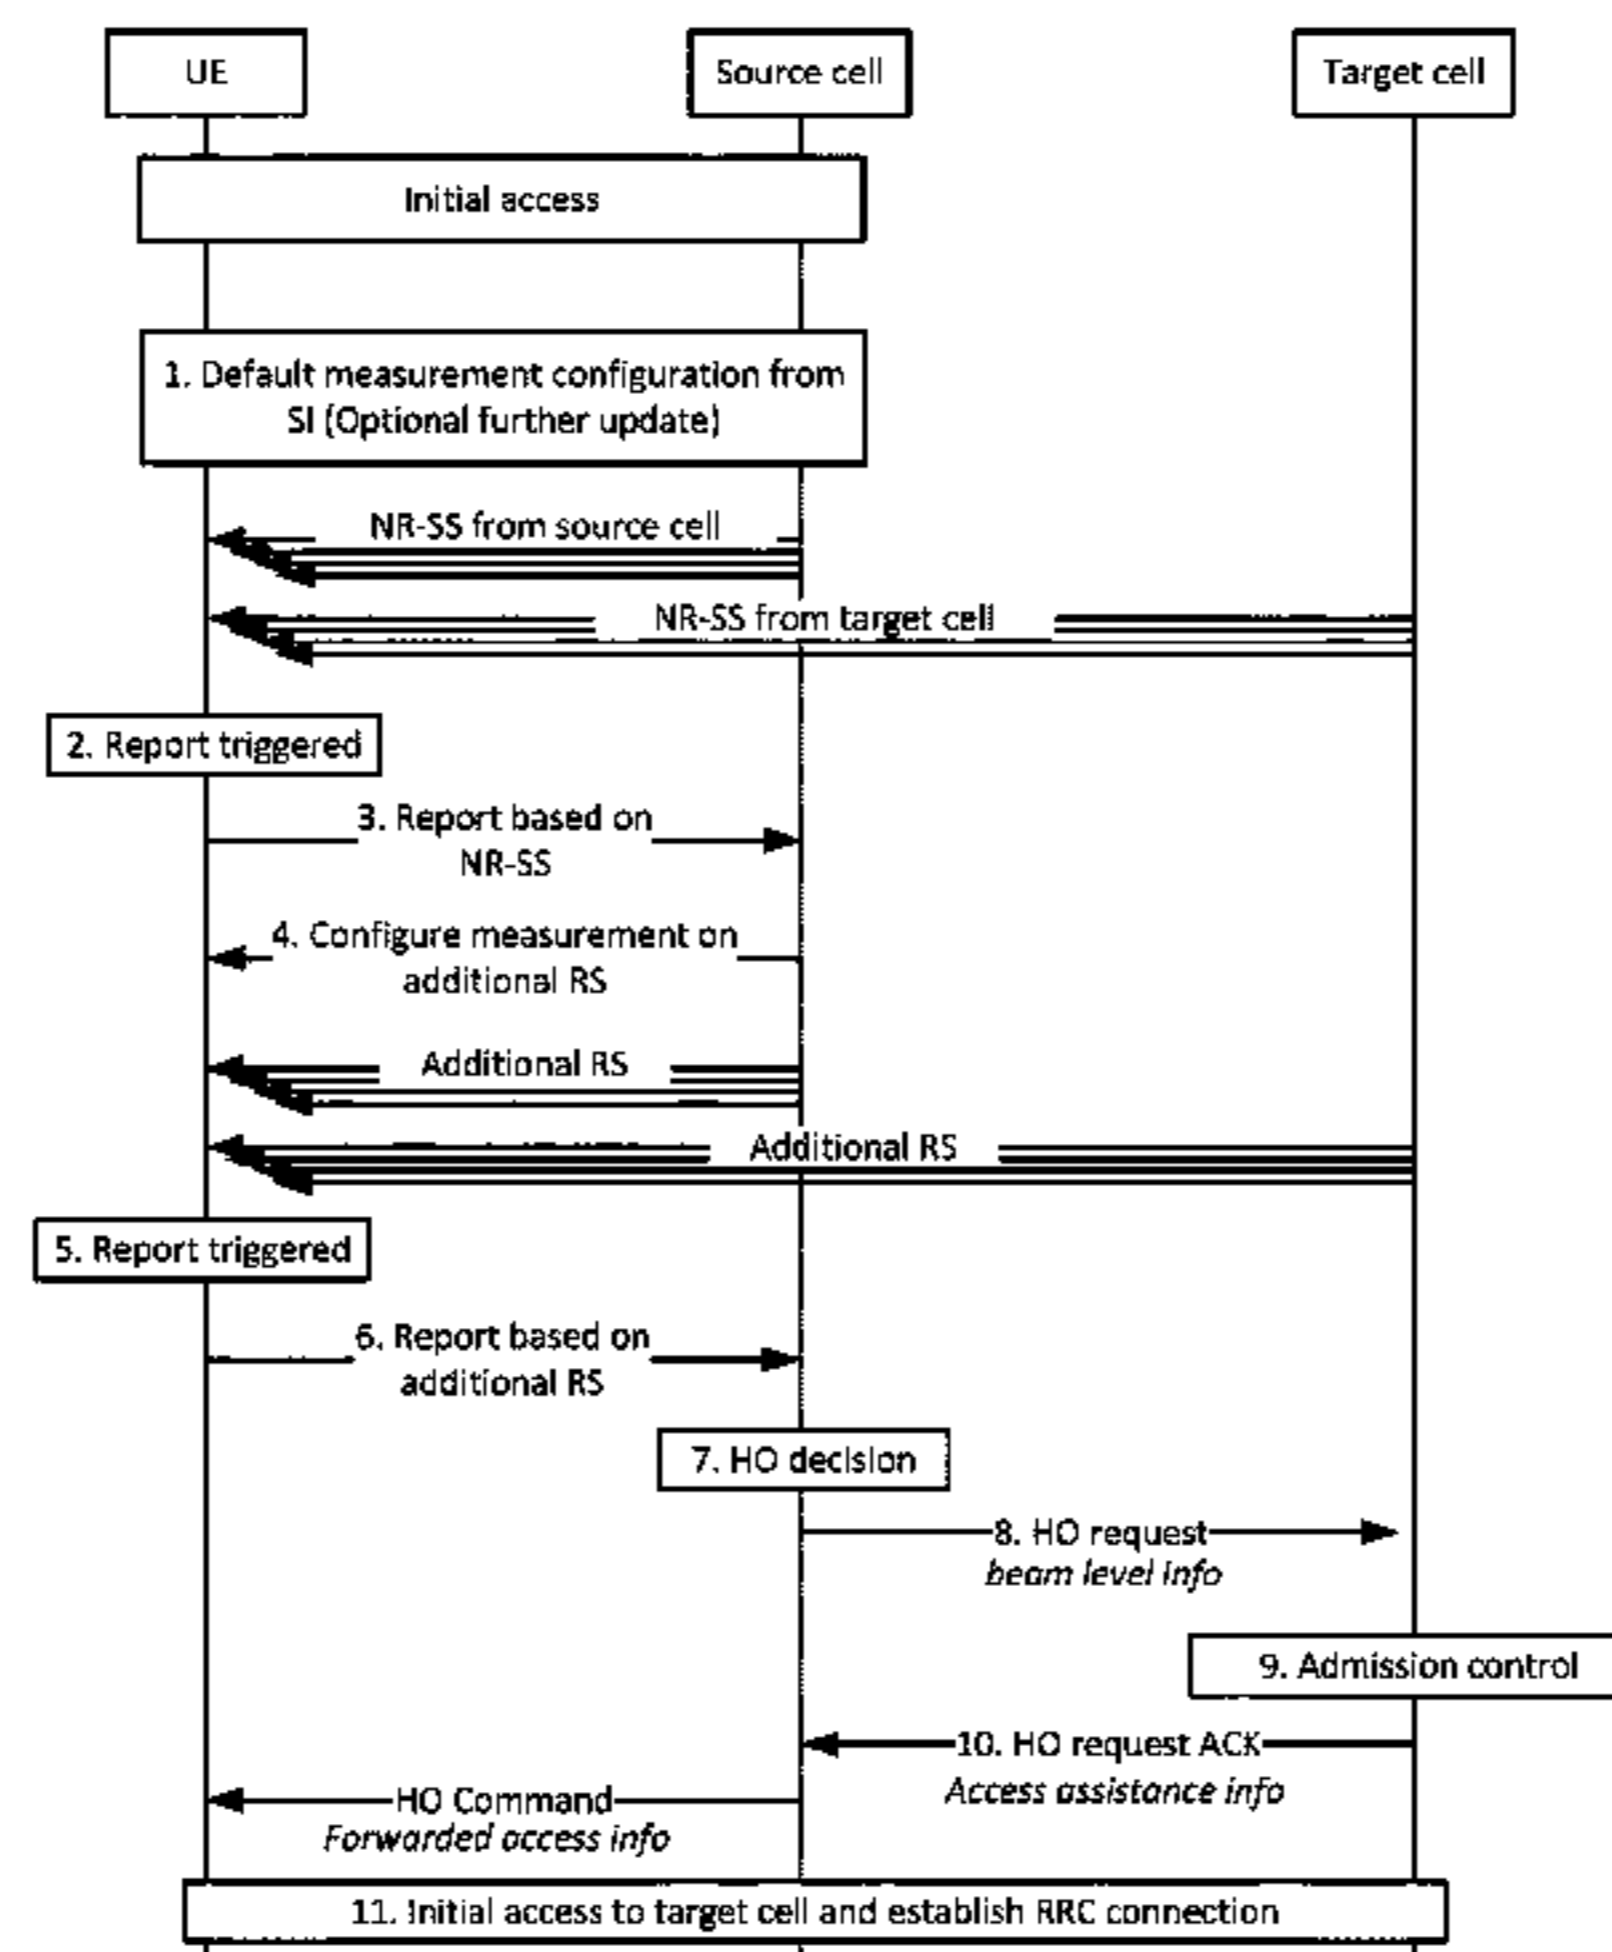 UE
Source cell
Target cell
Initial access
1. Default measurement configuration from
SI (Optional further update)
NR-SS from source cell
NR-SS from target cell
2. Report triggered
3. Report based on
NR-SS
4. Configure measurement on
additional RS
Additional RS
Additional RS
5. Report triggered
6. Report based on
additional RS
7. HO decision
8. HO request
beam level info
9. Admission control
10. HO request ACK
Access assistance info
HO Command
Forwarded access info
11. Initial access to target cell and establish RRC connection